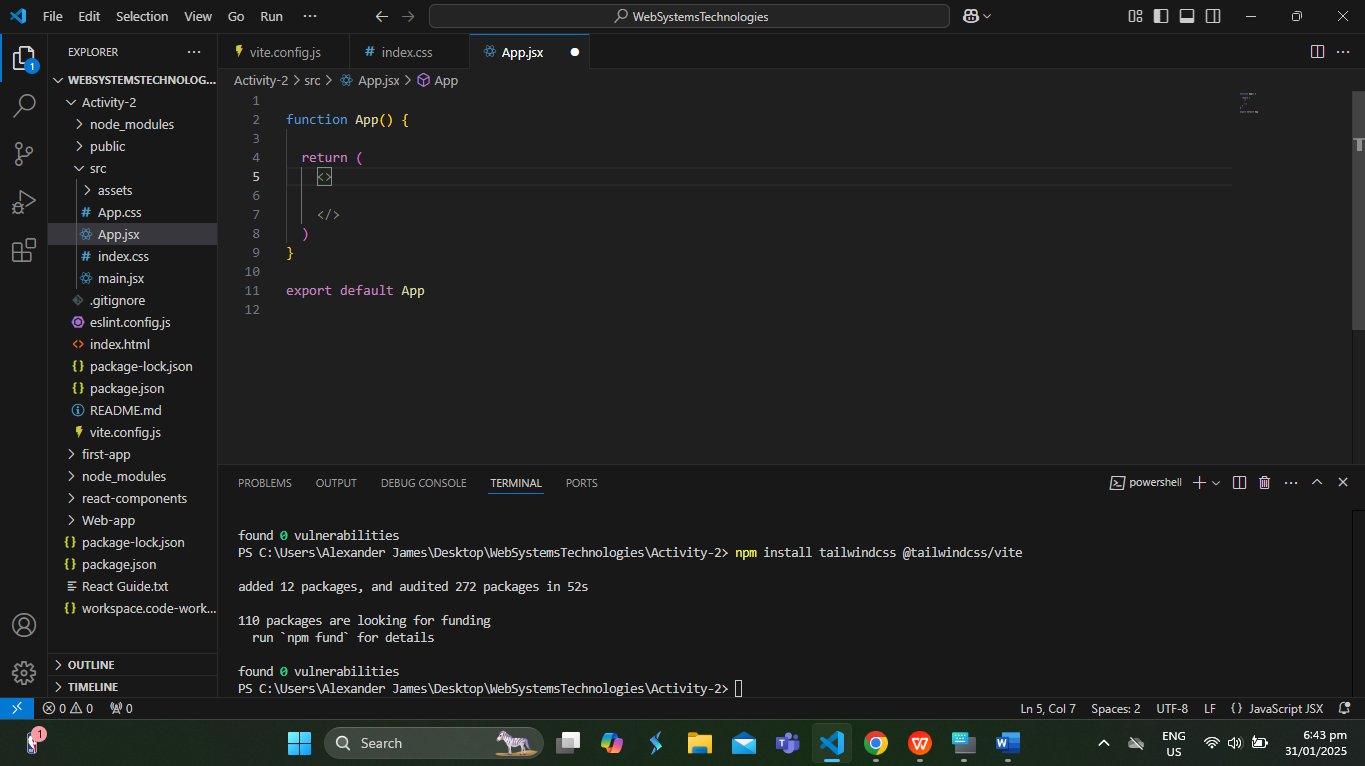 File Edit Selection View Go Run ··· WebSystemsTechnologies
EXPLORER ···
1
WEBSYSTEMSTECHNOLOG...
Activity-2
node_modules
public
src
assets
# App.css
App.jsx
# index.css
main.jsx
.gitignore
eslint.config.js
<> index.html
{} package-lock.json
{} package.json
README.md
vite.config.js
first-app
node_modules
react-components
Web-app
{} package-lock.json
{} package.json
React Guide.txt
{} workspace.code-work...
OUTLINE
TIMELINE
vite.config.js # index.css App.jsx
Activity-2 > src > App.jsx > App
1
2 function App() {
3
4 return (
5 <>
6
7 </>
8 )
9 }
10
11 export default App
12
PROBLEMS OUTPUT DEBUG CONSOLE TERMINAL PORTS powershell
found 0 vulnerabilities
PS C:\Users\Alexander James\Desktop\WebSystemsTechnologies\Activity-2> npm install tailwindcss @tailwindcss/vite
added 12 packages, and audited 272 packages in 52s
110 packages are looking for funding
run `npm fund` for details
found 0 vulnerabilities
PS C:\Users\Alexander James\Desktop\WebSystemsTechnologies\Activity-2>
0 0 0 Ln 5, Col 7 Spaces: 2 UTF-8 LF {} JavaScript JSX
1 Search W ENG 6:43 pm
US 31/01/2025